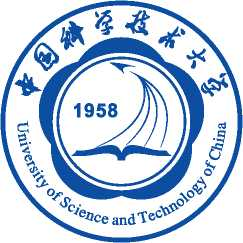 中国科学技术大学
1958
University of Science and Technology of China